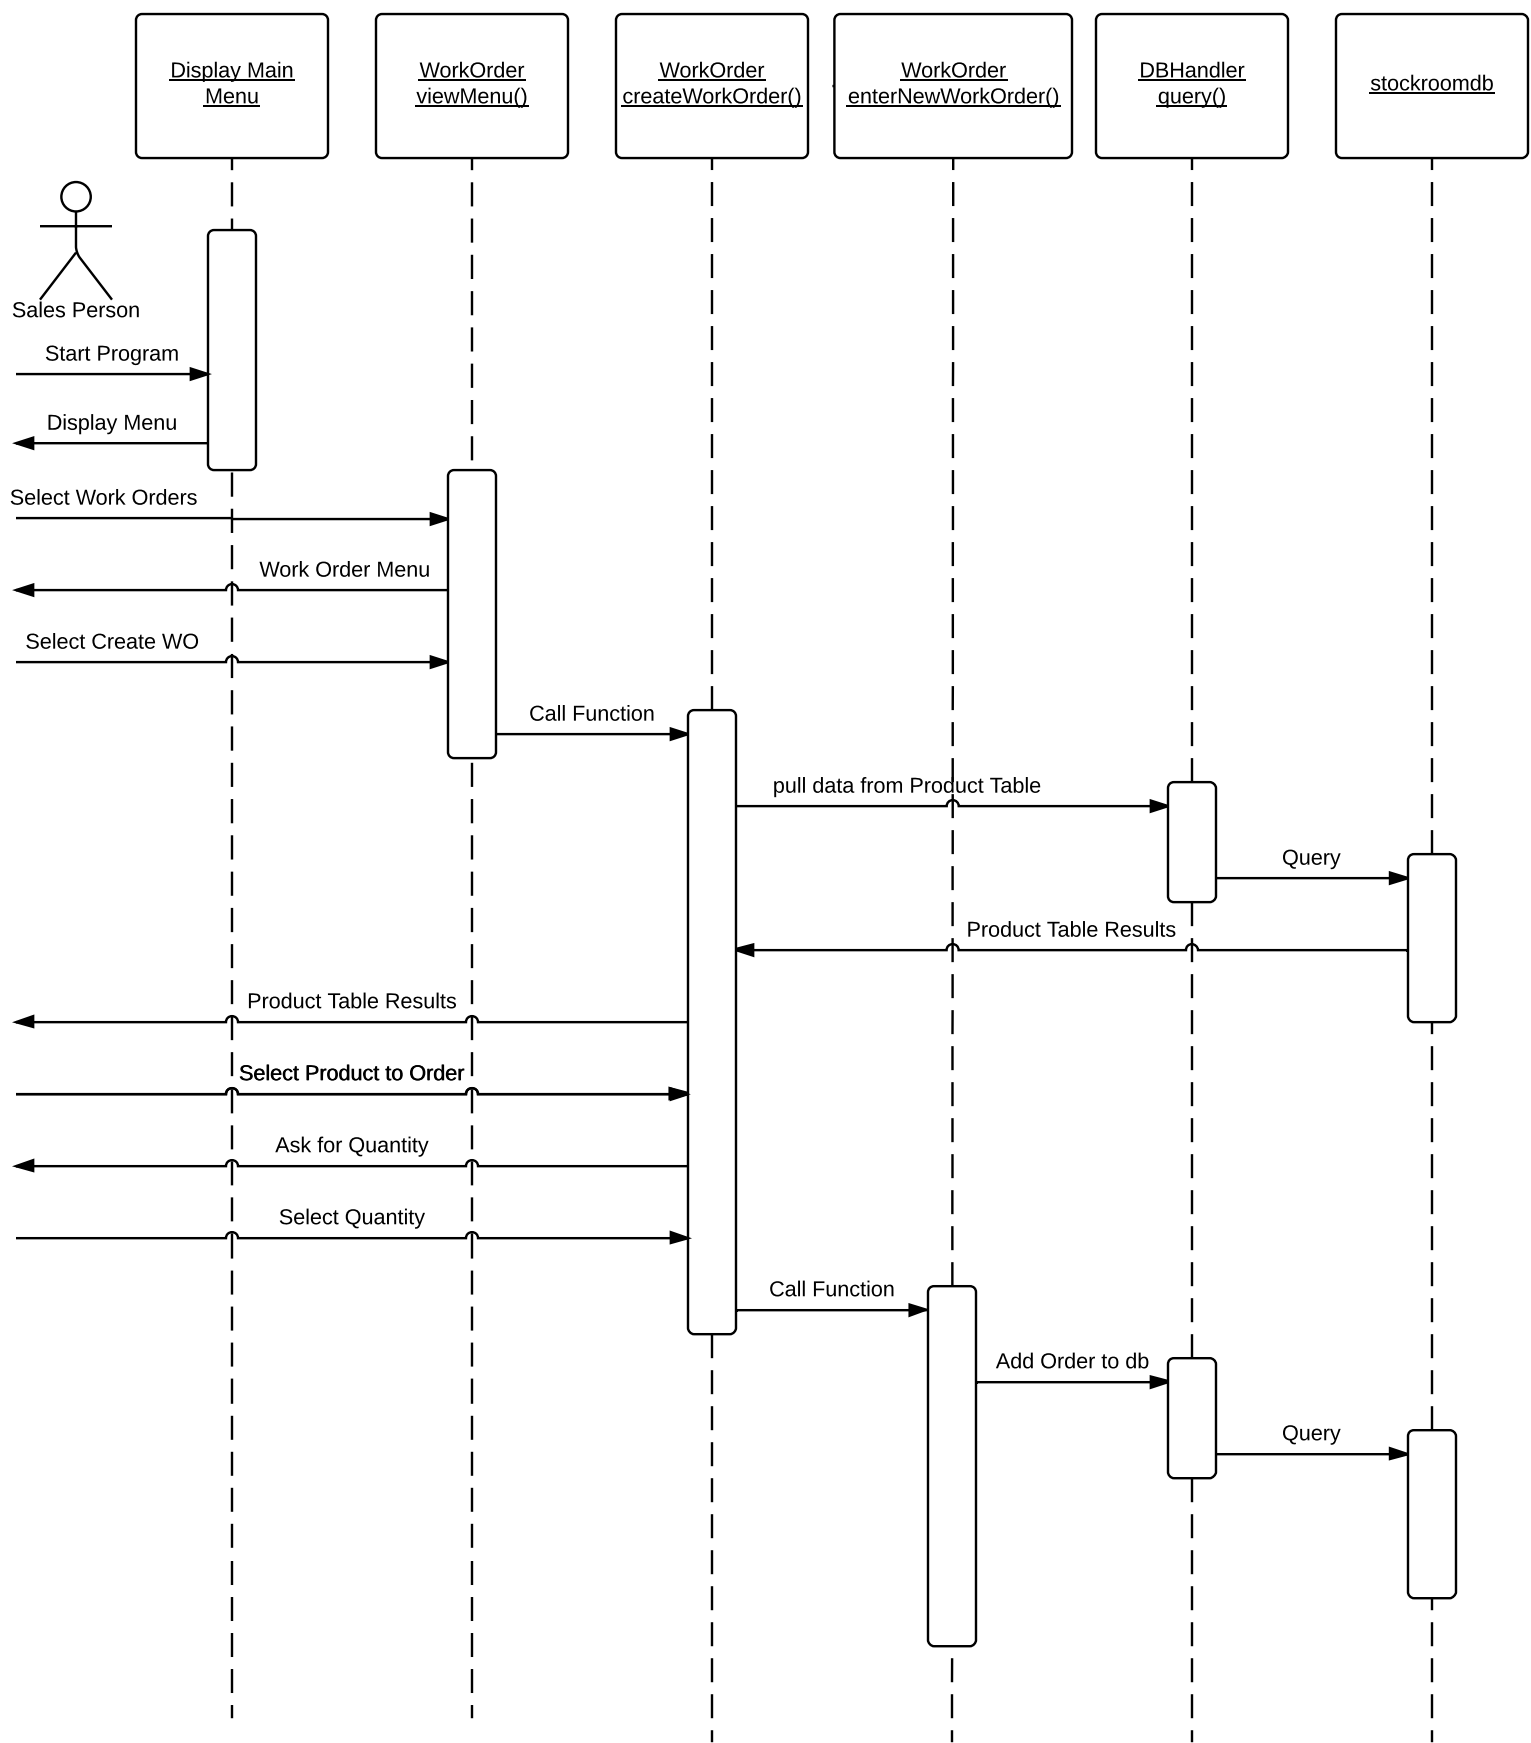 Display Main
Menu
WorkOrder
viewMenu()
WorkOrder
createWorkOrder()
WorkOrder
enterNewWorkOrder()
DBHandler
query()
stockroomdb
Sales Person
Start Program
Display Menu
Select Work Orders
Work Order Menu
Select Create WO
Call Function
pull data from Product Table
Query
Product Table Results
Product Table Results
Select Product to Order
Ask for Quantity
Select Quantity
Call Function
Add Order to db
Query